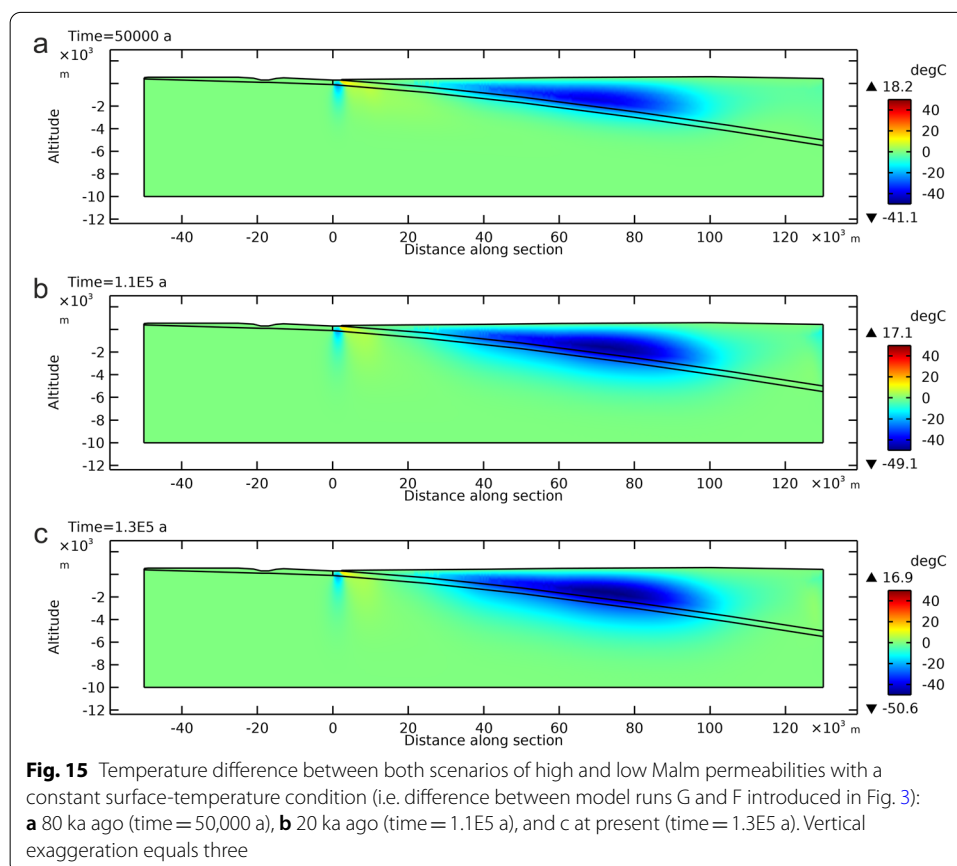 a
Time=50000 a
×10³
m
degC
18.2
0
-2
-4
-6
-8
-10
-12
Altitude
40
20
0
-20
-40
-41.1
-40
-20
0
20
40
60
80
100
120
×10³ m
Distance along section
b
Time=1.1E5 a
×10³
m
degC
17.1
0
-2
-4
-6
-8
-10
-12
Altitude
40
20
0
-20
-40
-49.1
-40
-20
0
20
40
60
80
100
120
×10³ m
Distance along section
c
Time=1.3E5 a
×10³
m
degC
16.9
0
-2
-4
-6
-8
-10
-12
Altitude
40
20
0
-20
-40
-50.6
-40
-20
0
20
40
60
80
100
120
×10³ m
Distance along section
Fig. 15 Temperature difference between both scenarios of high and low Malm permeabilities with a
constant surface-temperature condition (i.e. difference between model runs G and F introduced in Fig. 3):
a 80 ka ago (time = 50,000 a), b 20 ka ago (time = 1.1E5 a), and c at present (time = 1.3E5 a). Vertical
exaggeration equals three